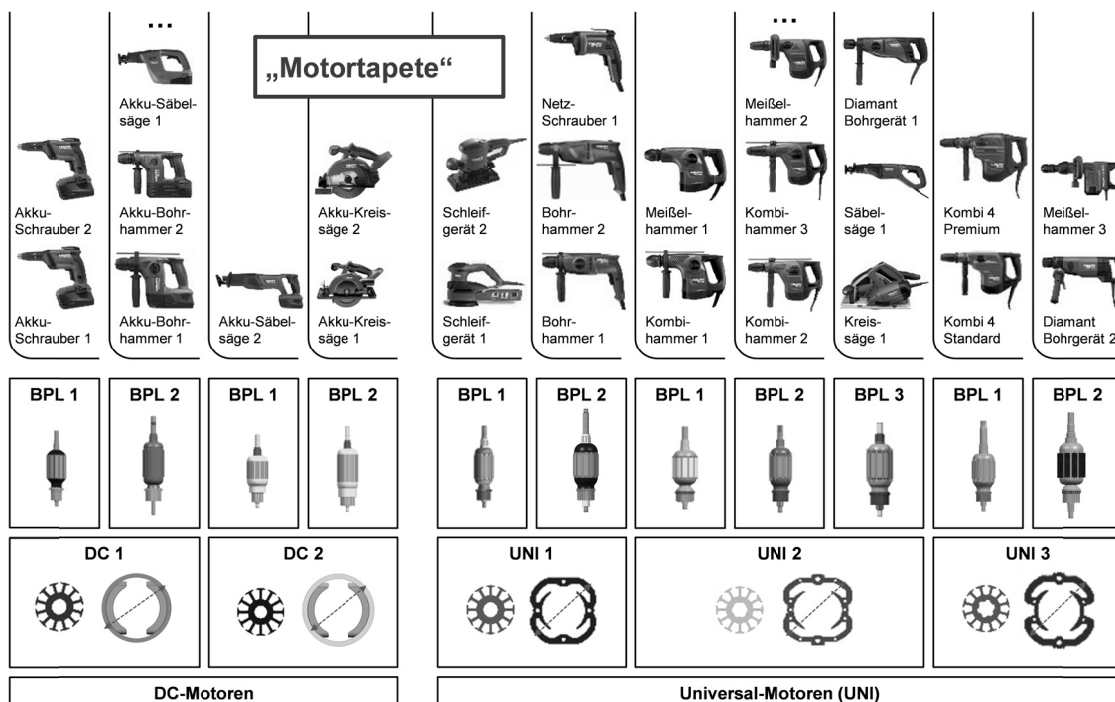 ...
...
„Motortapete“
Akku-Säbel-
säge 1
Netz-
Schrauber 1
Meißel-
hammer 2
Diamant
Bohrgerät 1
Akku-
Schrauber 2
Akku-Bohr-
hammer 2
Akku-Kreis-
säge 2
Schleif-
gerät 2
Bohr-
hammer 2
Meißel-
hammer 1
Kombi-
hammer 3
Säbel-
säge 1
Kombi 4
Premium
Meißel-
hammer 3
Akku-
Schrauber 1
Akku-Bohr-
hammer 1
Akku-Säbel-
säge 2
Akku-Kreis-
säge 1
Schleif-
gerät 1
Bohr-
hammer 1
Kombi-
hammer 1
Kombi-
hammer 2
Kreis-
säge 1
Kombi 4
Standard
Diamant
Bohrgerät 2
BPL 1
BPL 2
BPL 1
BPL 2
BPL 1
BPL 2
BPL 1
BPL 2
BPL 3
BPL 1
BPL 2
DC 1
DC 2
UNI 1
UNI 2
UNI 3
DC-Motoren
Universal-Motoren (UNI)